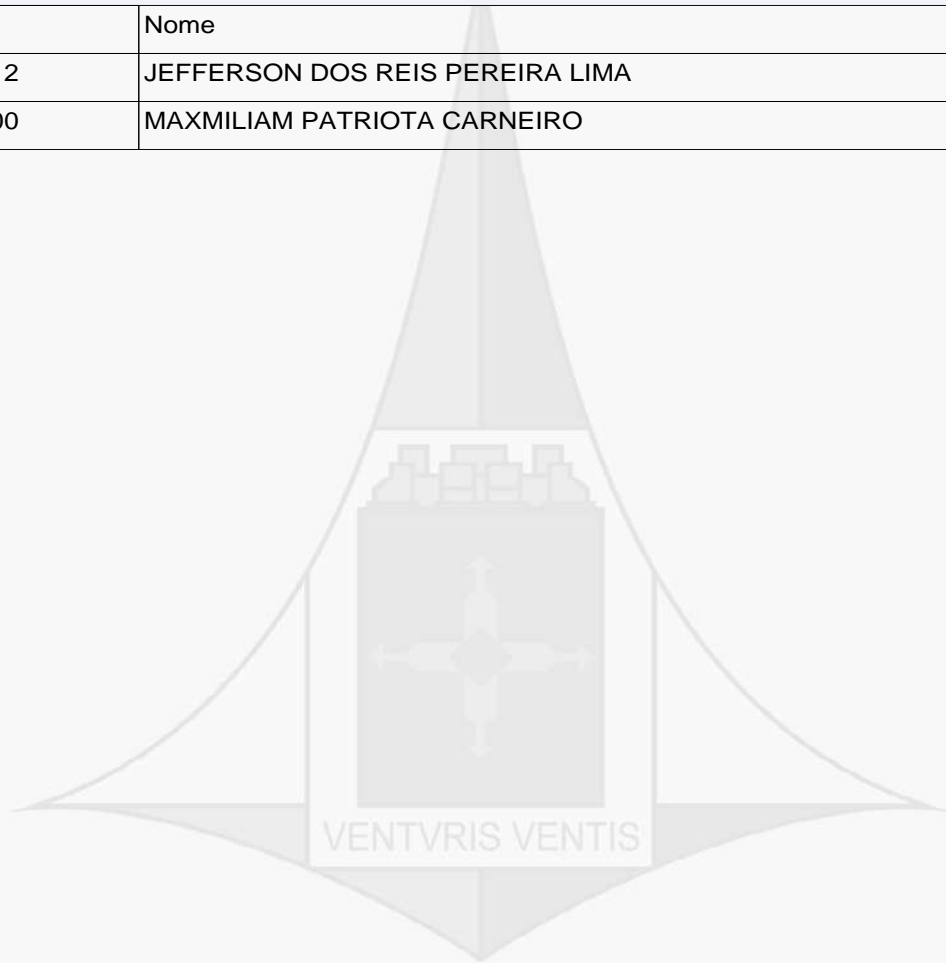 Nome
2 JEFFERSON DOS REIS PEREIRA LIMA
00 MAXMILIAM PATRIOTA CARNEIRO
VENTVRIS VENTIS